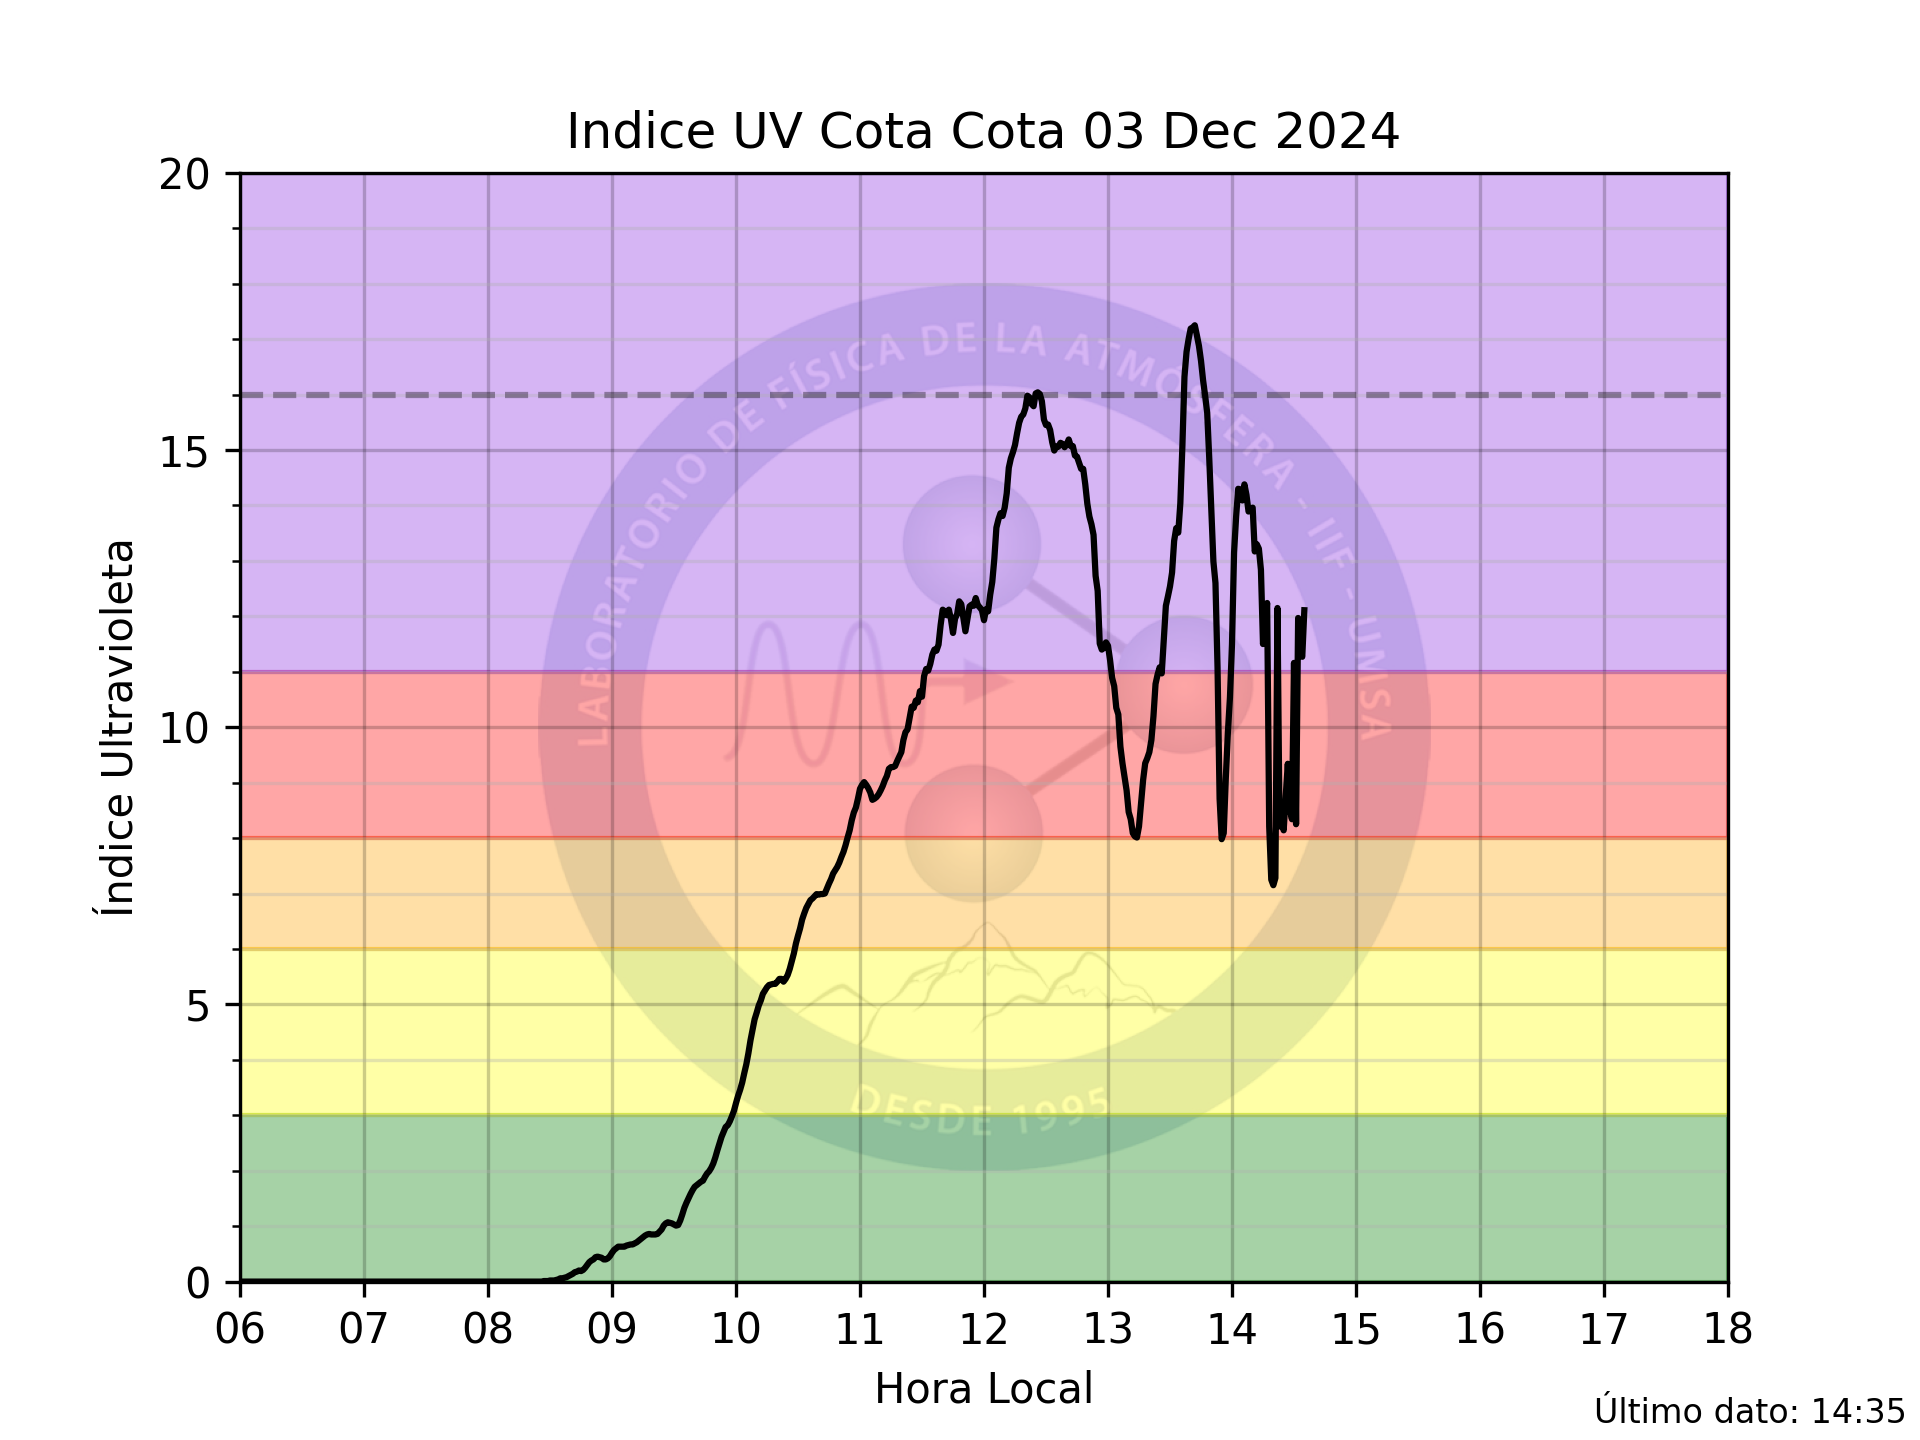 Indice UV Cota Cota 03 Dec 2024
20
15
10
5
0
Índice Ultravioleta
LABORATORIO DE FÍSICA DE LA ATMÓSFERA - IIF - UMSA
DESDE 1995
06 07 08 09 10 11 12 13 14 15 16 17 18
Hora Local
Último dato: 14:35